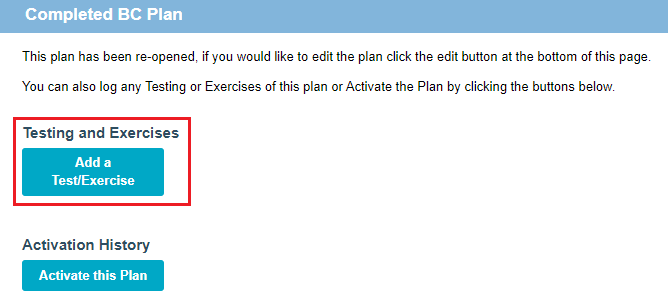 Completed BC Plan
This plan has been re-opened, if you would like to edit the plan click the edit button at the bottom of this page.
You can also log any Testing or Exercises of this plan or Activate the Plan by clicking the buttons below.
Testing and Exercises
Add a
Test/Exercise
Activation History
Activate this Plan